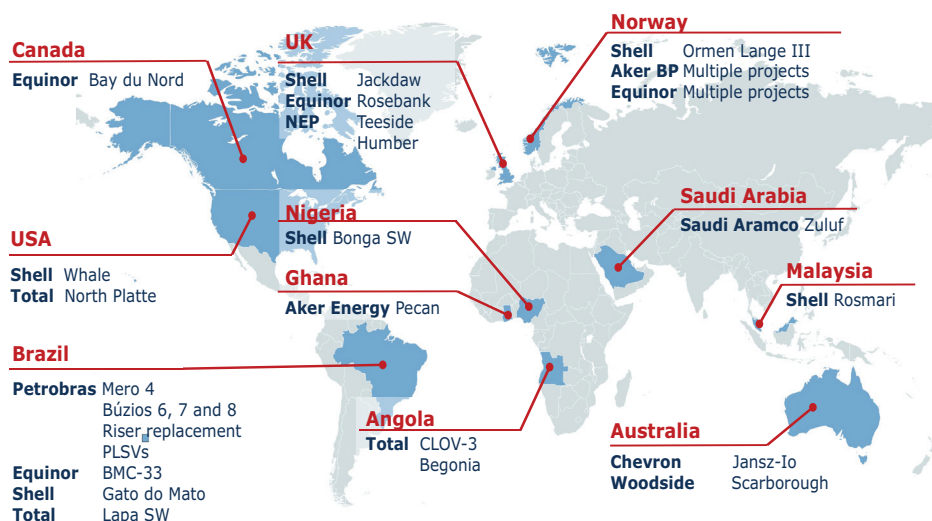 Canada
Equinor Bay du Nord
UK
Shell Jackdaw
Equinor Rosebank
NEP Teeside
Humber
Norway
Shell Ormen Lange III
Aker BP Multiple projects
Equinor Multiple projects
USA
Shell Whale
Total North Platte
Nigeria
Shell Bonga SW
Ghana
Aker Energy Pecan
Saudi Arabia
Saudi Aramco Zuluf
Malaysia
Shell Rosmari
Brazil
Petrobras Mero 4
Búzios 6, 7 and 8
Riser replacement
PLSVs
Equinor BMC-33
Shell Gato do Mato
Total Lapa SW
Angola
Total CLOV-3
Begonia
Australia
Chevron Jansz-Io
Woodside Scarborough